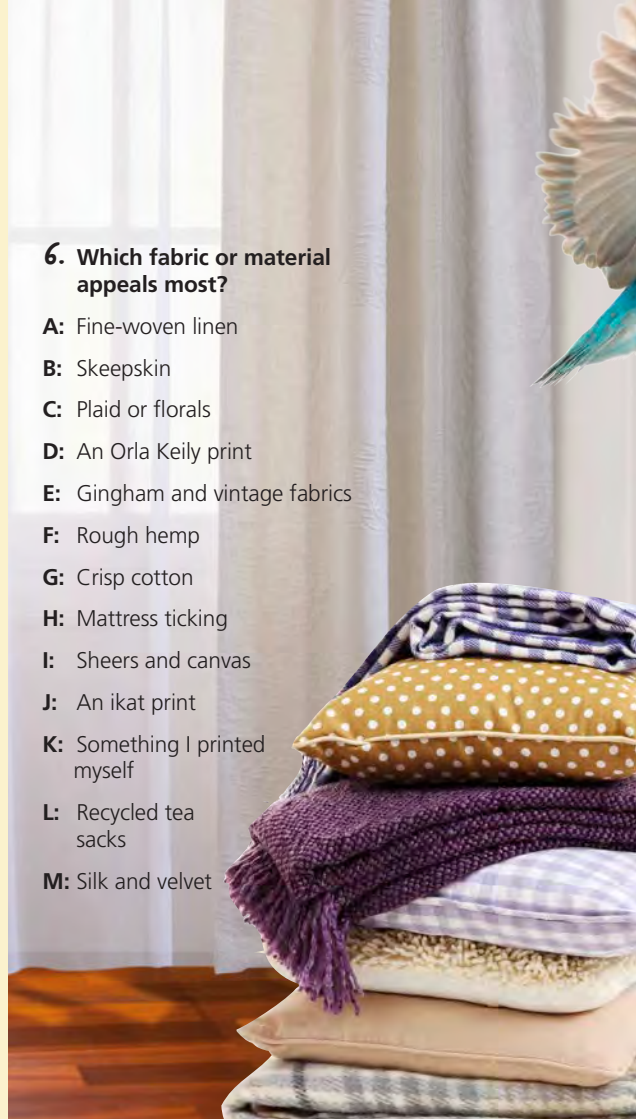 6. Which fabric or material
appeals most?
A: Fine-woven linen
B: Skeepskin
C: Plaid or florals
D: An Orla Keily print
E: Gingham and vintage fabrics
F: Rough hemp
G: Crisp cotton
H: Mattress ticking
I: Sheers and canvas
J: An ikat print
K: Something I printed
myself
L: Recycled tea
sacks
M: Silk and velvet